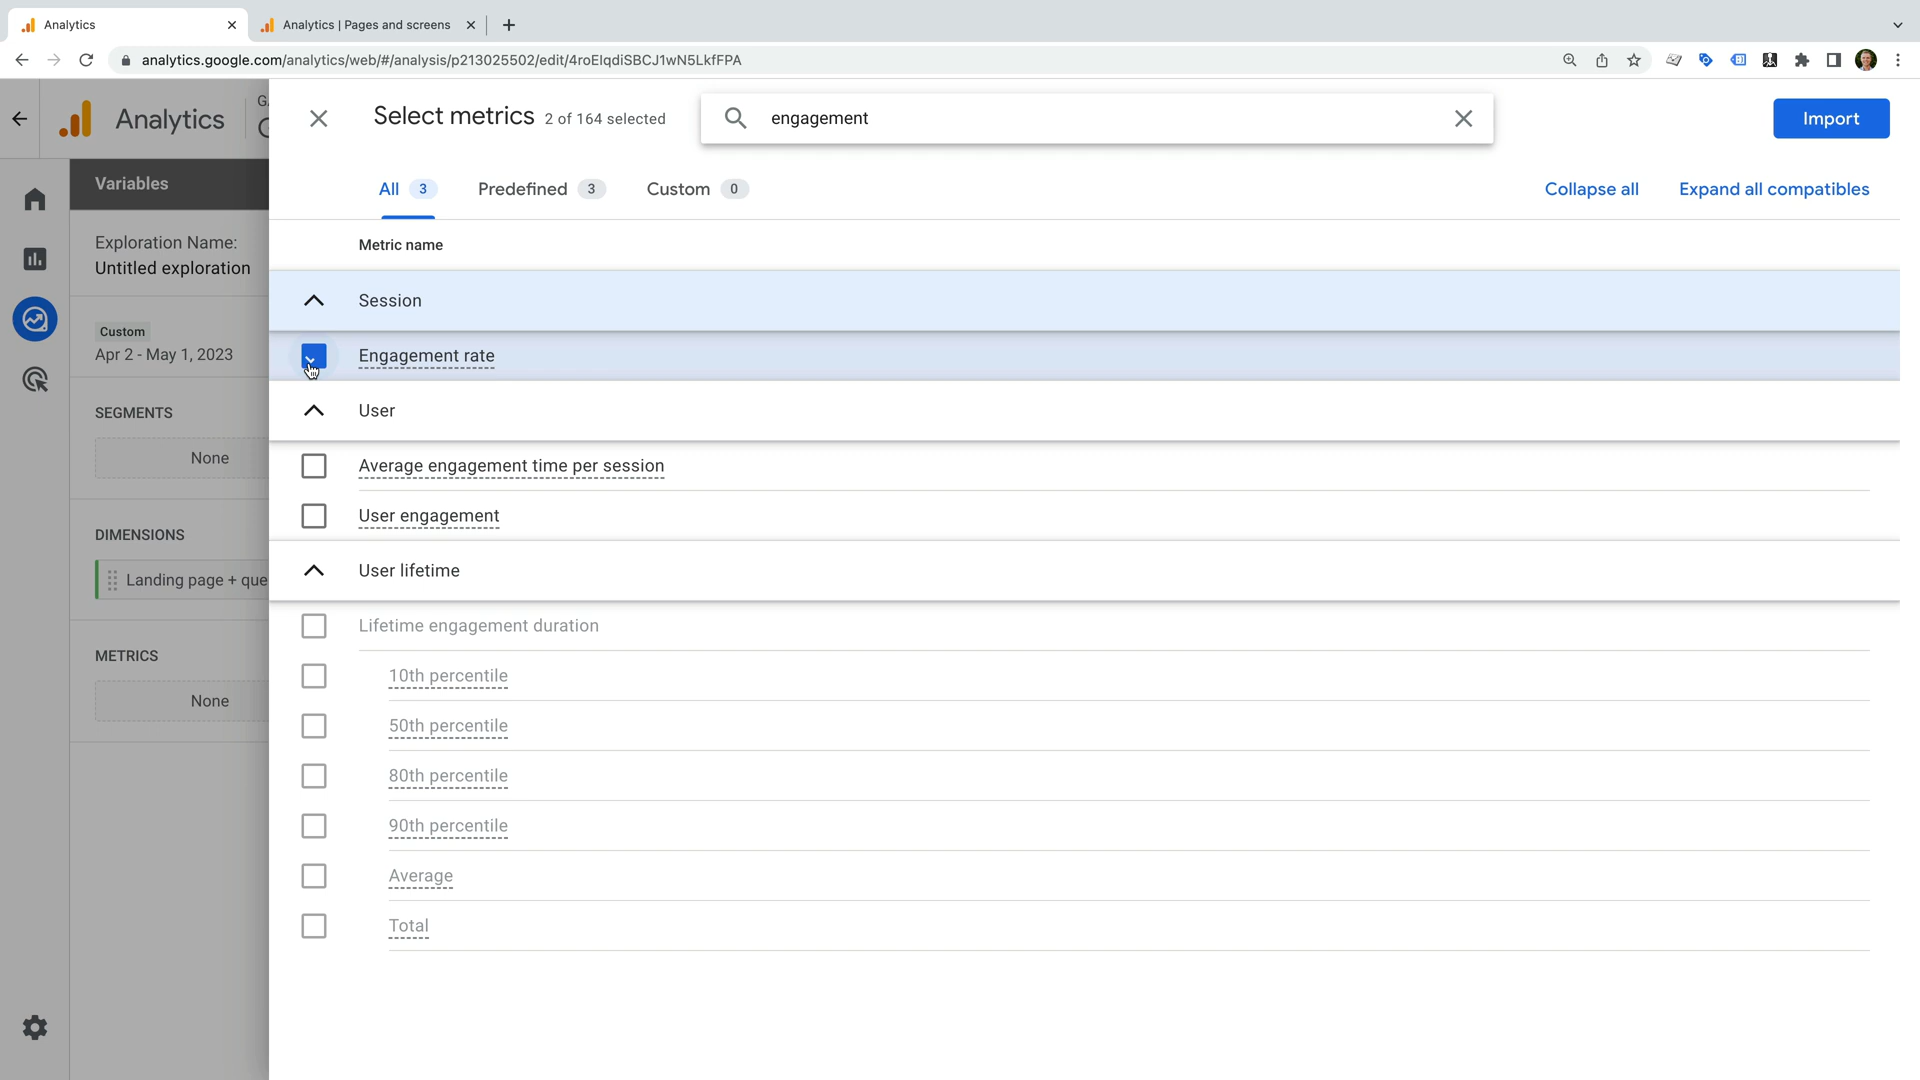 Analytics
Analytics | Pages and screens
analytics.google.com/analytics/web/#/analysis/p213025502/edit/4roEIqdiSBCJ1wN5LkfFPA
Analytics
Select metrics 2 of 164 selected
engagement
Import
Variables
All 3
Predefined 3
Custom 0
Collapse all
Expand all compatibles
Exploration Name:
Untitled exploration
Metric name
Session
Custom
Apr 2 - May 1, 2023
Engagement rate
SEGMENTS
User
None
Average engagement time per session
DIMENSIONS
User engagement
Landing page + que
User lifetime
METRICS
Lifetime engagement duration
None
10th percentile
50th percentile
80th percentile
90th percentile
Average
Total